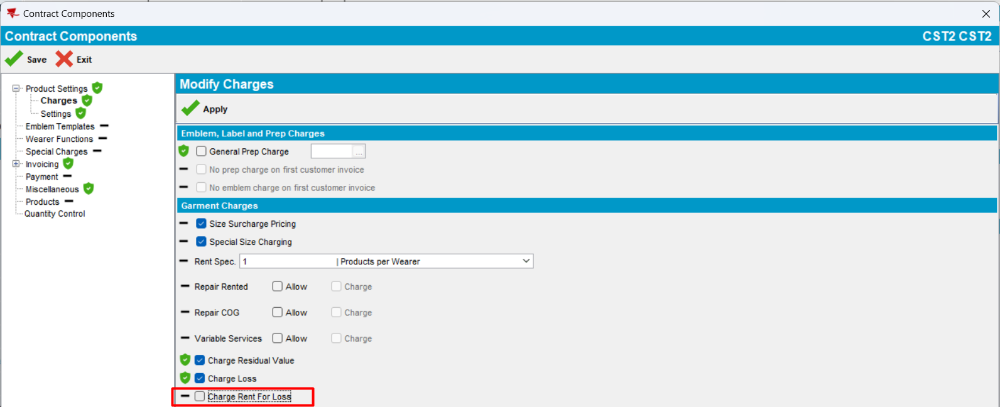 Contract Components
Contract Components CST2 CST2
Save Exit
Product Settings
Charges
Settings
Emblem Templates
Wearer Functions
Special Charges
Invoicing
Payment
Miscellaneous
Products
Quantity Control
Modify Charges
Apply
Emblem, Label and Prep Charges
General Prep Charge ...
No prep charge on first customer invoice
No emblem charge on first customer invoice
Garment Charges
Size Surcharge Pricing
Special Size Charging
Rent Spec. 1 | Products per Wearer
Repair Rented Allow Charge
Repair COG Allow Charge
Variable Services Allow Charge
Charge Residual Value
Charge Loss
Charge Rent For Loss